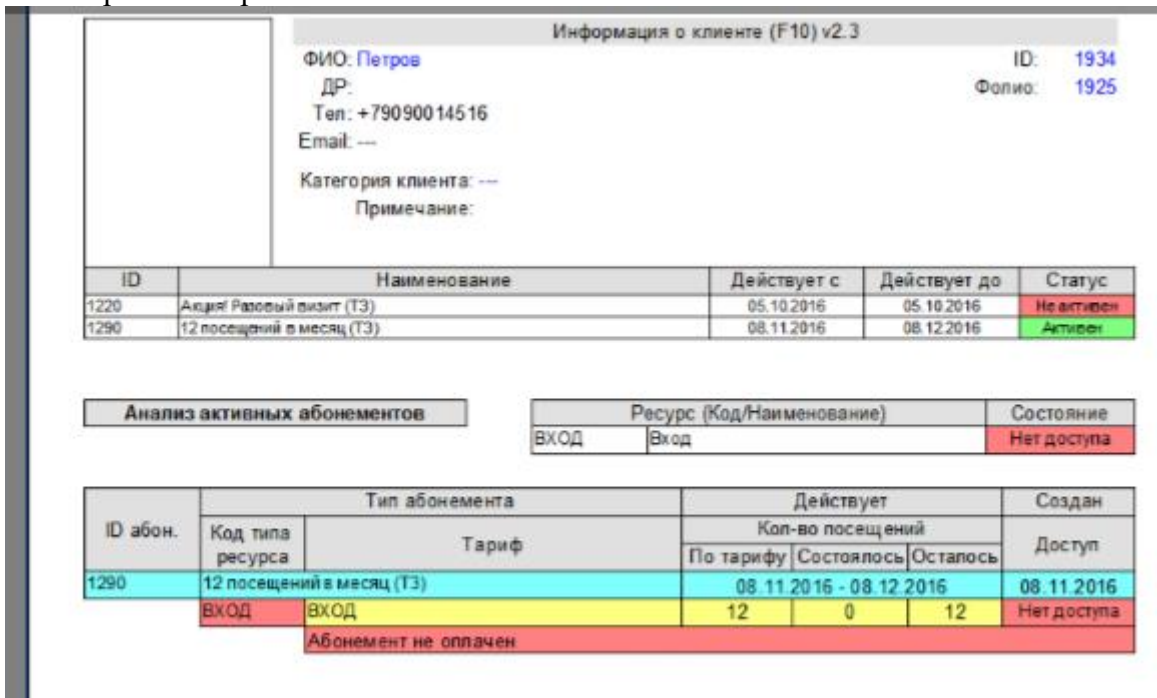 Информация о клиенте (F10) v2.3
ФИО: Петров ID: 1934
ДР: Фолио: 1925
Тел: +79090014516
Email: ---
Категория клиента: ---
Примечание:
ID Наименование Действует с Действует до Статус
1220 Акция! Разовый визит (ТЗ) 05.10.2016 05.10.2016 Не активен
1290 12 посещений в месяц (ТЗ) 08.11.2016 08.12.2016 Активен
Анализ активных абонементов Ресурс (Код/Наименование) Состояние
ВХОД Вход Нет доступа
ID абон. Тип абонемента Действует Создан
Код типа ресурса Тариф Кол-во посещений Доступ
По тарифу Состоялось Осталось
1290 12 посещений в месяц (ТЗ) 08.11.2016 - 08.12.2016 08.11.2016
ВХОД ВХОД 12 0 12 Нет доступа
Абонемент не оплачен